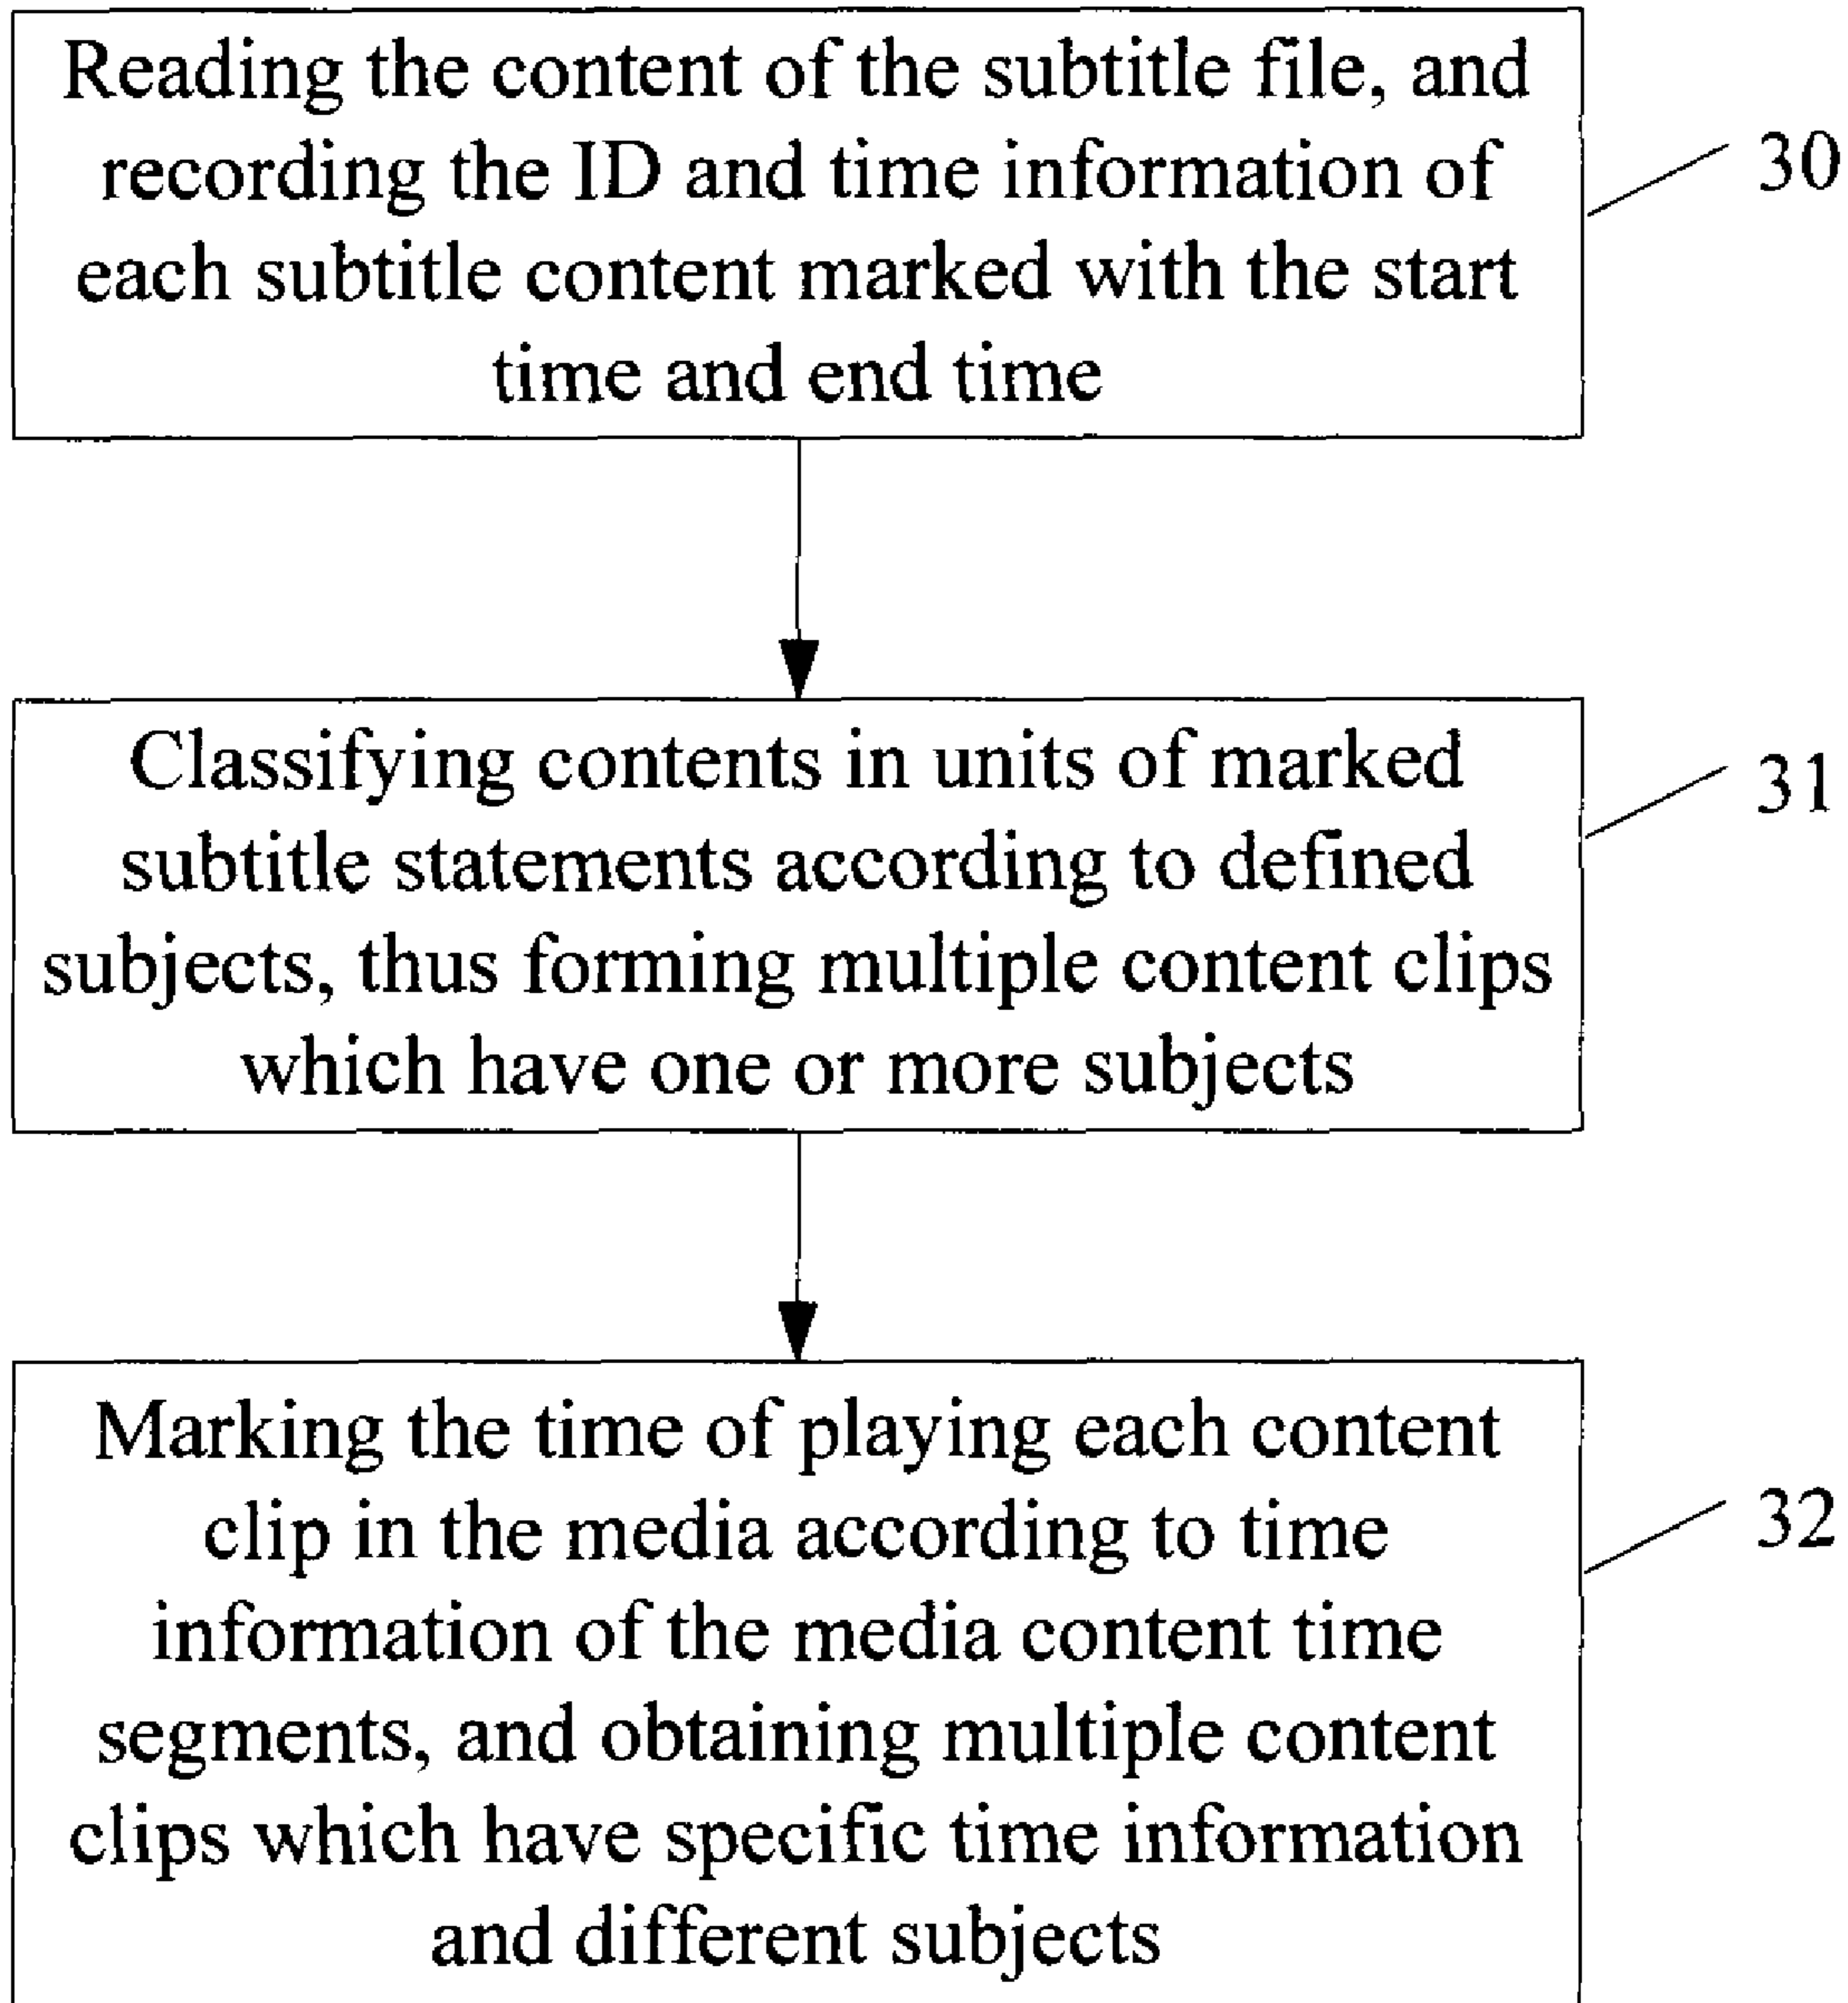 Reading the content of the subtitle file, and
recording the ID and time information of
each subtitle content marked with the start
time and end time
30
Classifying contents in units of marked
subtitle statements according to defined
subjects, thus forming multiple content clips
which have one or more subjects
31
Marking the time of playing each content
clip in the media according to time
information of the media content time
segments, and obtaining multiple content
clips which have specific time information
and different subjects
32